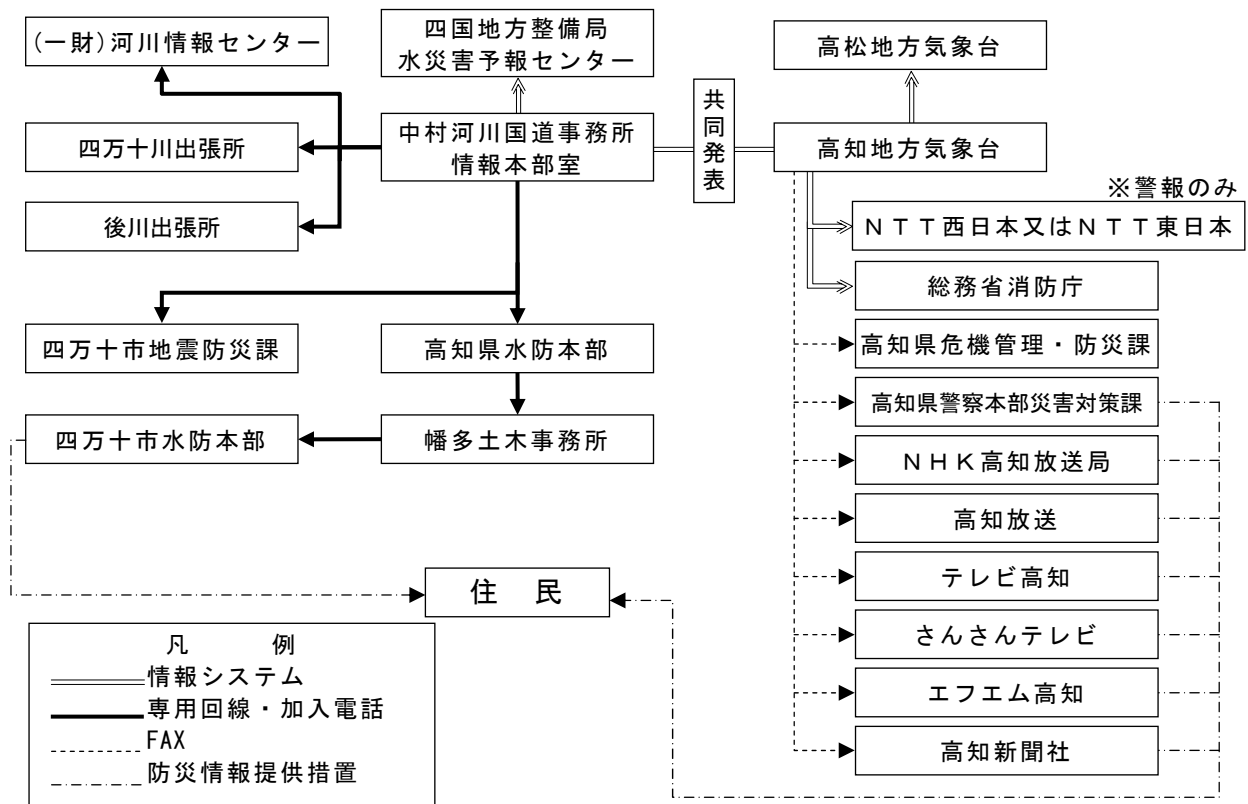 (一財)河川情報センター
四国地方整備局
水災害予報センター
高松地方気象台
四万十川出張所
中村河川国道事務所
情報本部室
共同発表
高知地方気象台
※警報のみ
後川出張所
NTT西日本又はNTT東日本
総務省消防庁
四万十市地震防災課
高知県水防本部
高知県危機管理・防災課
高知県警察本部災害対策課
四万十市水防本部
幡多土木事務所
NHK高知放送局
高知放送
住 民
テレビ高知
さんさんテレビ
エフエム高知
高知新聞社
凡 例
情報システム
専用回線・加入電話
FAX
防災情報提供措置